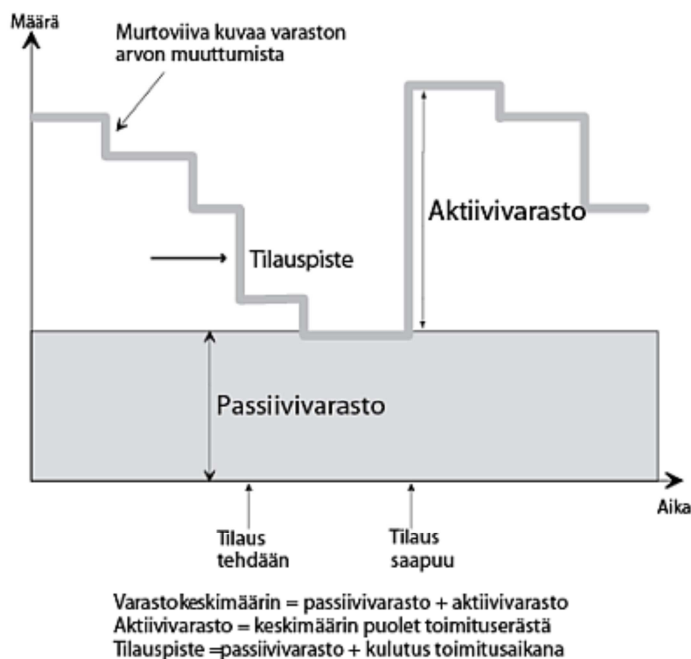 Määrä
Murtoviiva kuvaa varaston
arvon muuttumista
Aktiivivarasto
Tilauspiste
Passiivivarasto
Aika
Tilaus
tehdään
Tilaus
saapuu
Varastokeskimäärin = passiivivarasto + aktiivivarasto
Aktiivivarasto = keskimäärin puolet toimituserästä
Tilauspiste =passiivivarasto + kulutus toimitusaikana